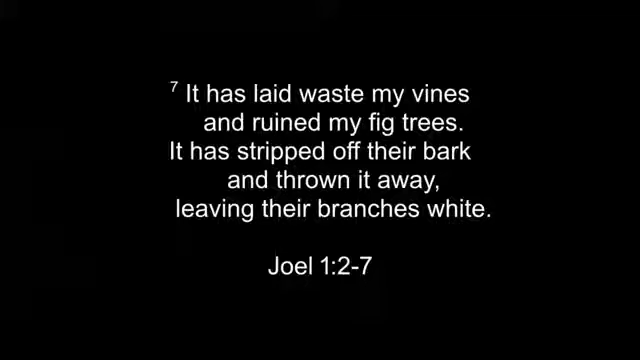 7 It has laid waste my vines
and ruined my fig trees.
It has stripped off their bark
and thrown it away,
leaving their branches white.
Joel 1:2-7